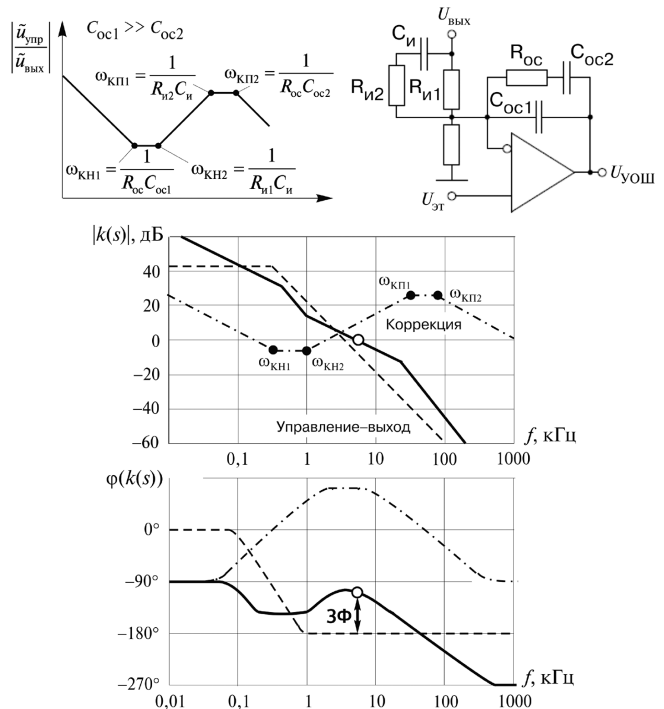 |ũупр / ũвых|
Cос1 >> Cос2
ωКП1 = 1 / Rи2Cи
ωКП2 = 1 / RосCос2
ωКН1 = 1 / RосCос1
ωКН2 = 1 / Rи1Cи
Uвых
Cи
Rи2
Rи1
Rос
Cос2
Cос1
Uэт
UУОШ
|k(s)|, дБ
40
20
0
−20
−40
−60
ωКП1
ωКП2
Коррекция
ωКН1
ωКН2
Управление–выход
f, кГц
0,1 1 10 100 1000
φ(k(s))
0°
−90°
−180°
−270°
ЗФ
f, кГц
0,01 0,1 1 10 100 1000